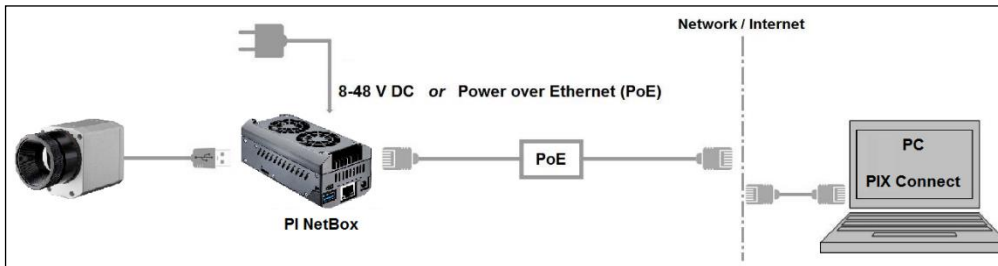 Network / Internet
8-48 V DC or Power over Ethernet (PoE)
PoE
PC
PIX Connect
PI NetBox